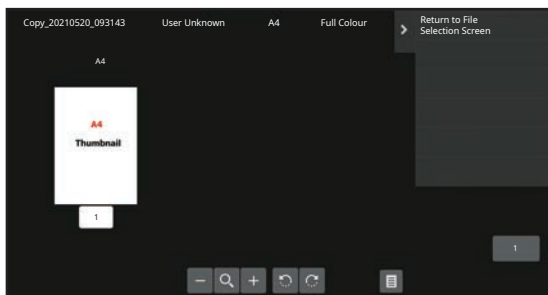 Copy_20210520_093143 User Unknown A4 Full Colour
Return to File
Selection Screen
A4
A4
Thumbnail
1
1